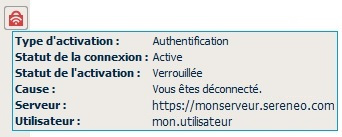 Type d'activation : Authentification
Statut de la connexion : Active
Statut de l'activation : Verrouillée
Cause : Vous êtes déconnecté.
Serveur : https://monserveur.sereneo.com
Utilisateur : mon.utilisateur